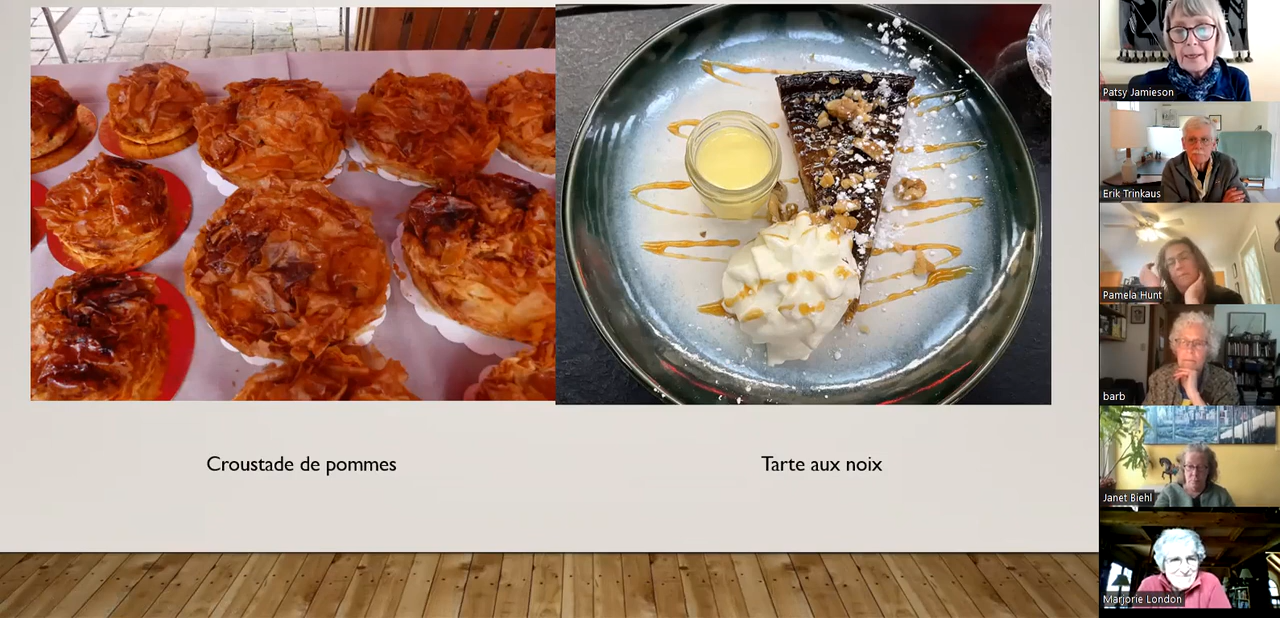 Croustade de pommes
Tarte aux noix
Patsy Jamieson
Erik Trinkaus
Pamela Hunt
barb
Janet Biehl
Marjorie London